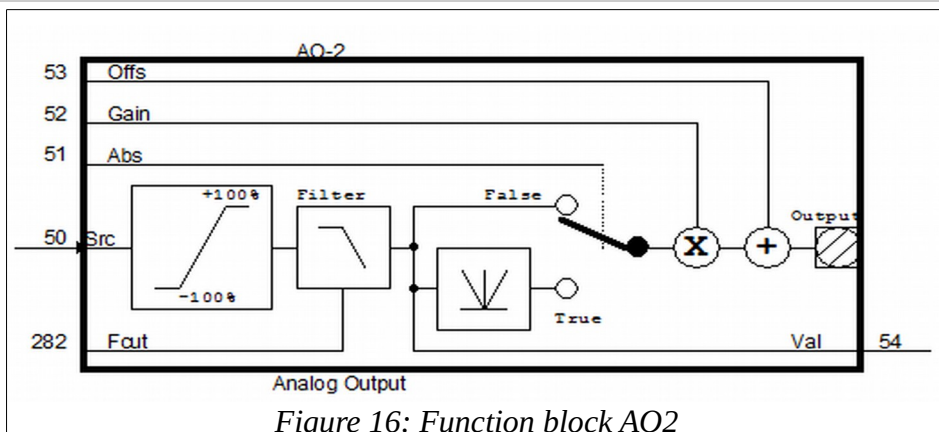 AO-2
53 Offs
52 Gain
51 Abs
+100%
Filter
False
Output
50 Src
X
+
-100%
True
282 Fcut
Val 54
Analog Output
Figure 16: Function block AO2